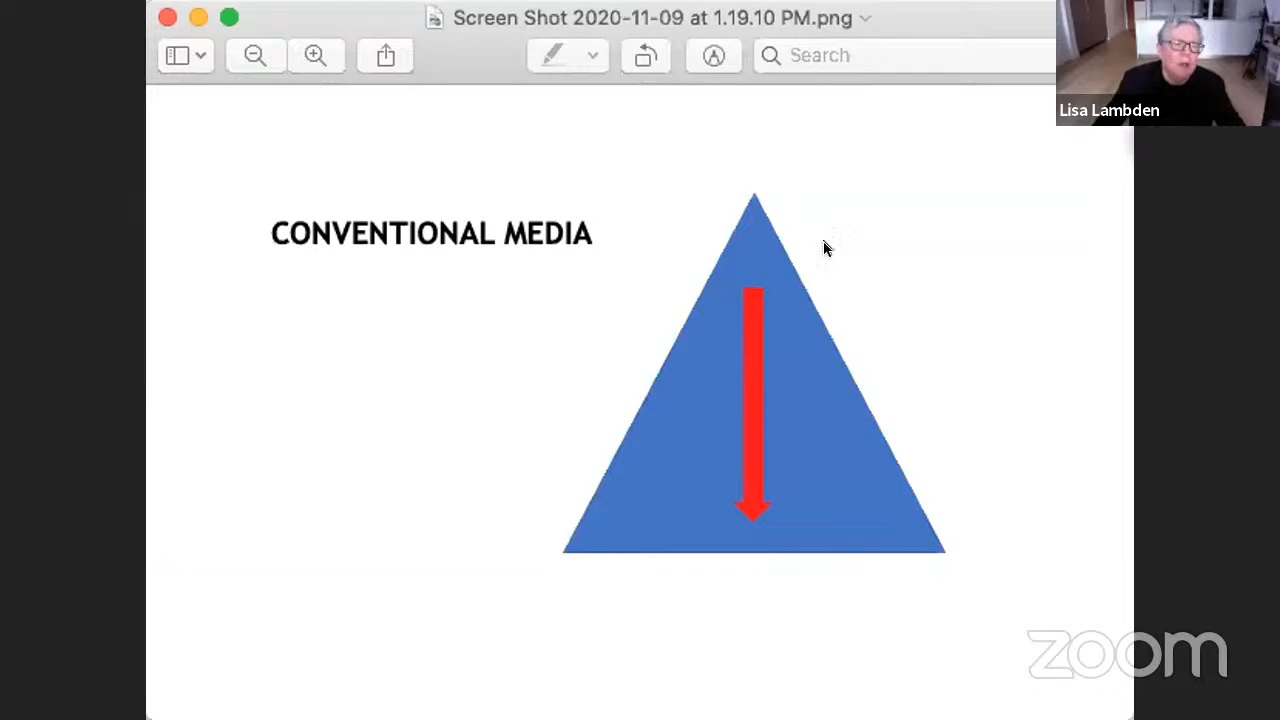 Screen Shot 2020-11-09 at 1.19.10 PM.png
Search
Lisa Lambden
CONVENTIONAL MEDIA
zoom